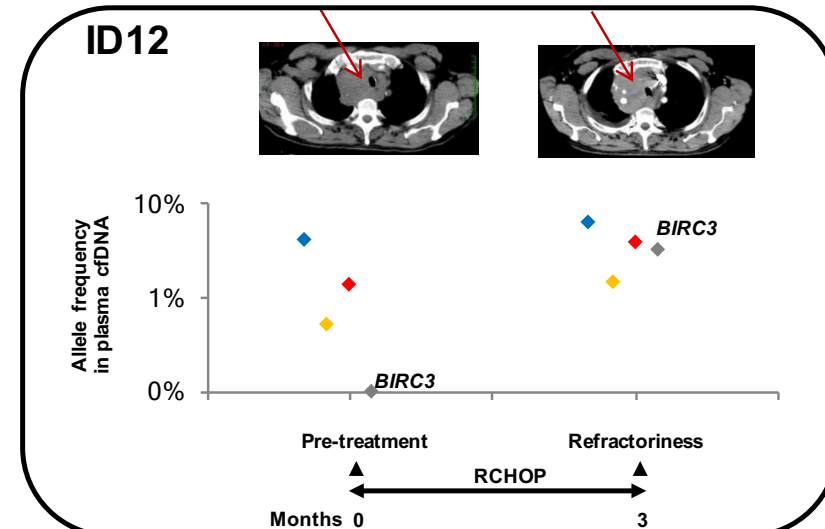 ID12
Allele frequency
in plasma cfDNA
10%
1%
0%
BIRC3
BIRC3
Pre-treatment
Refractoriness
RCHOP
Months 0
3